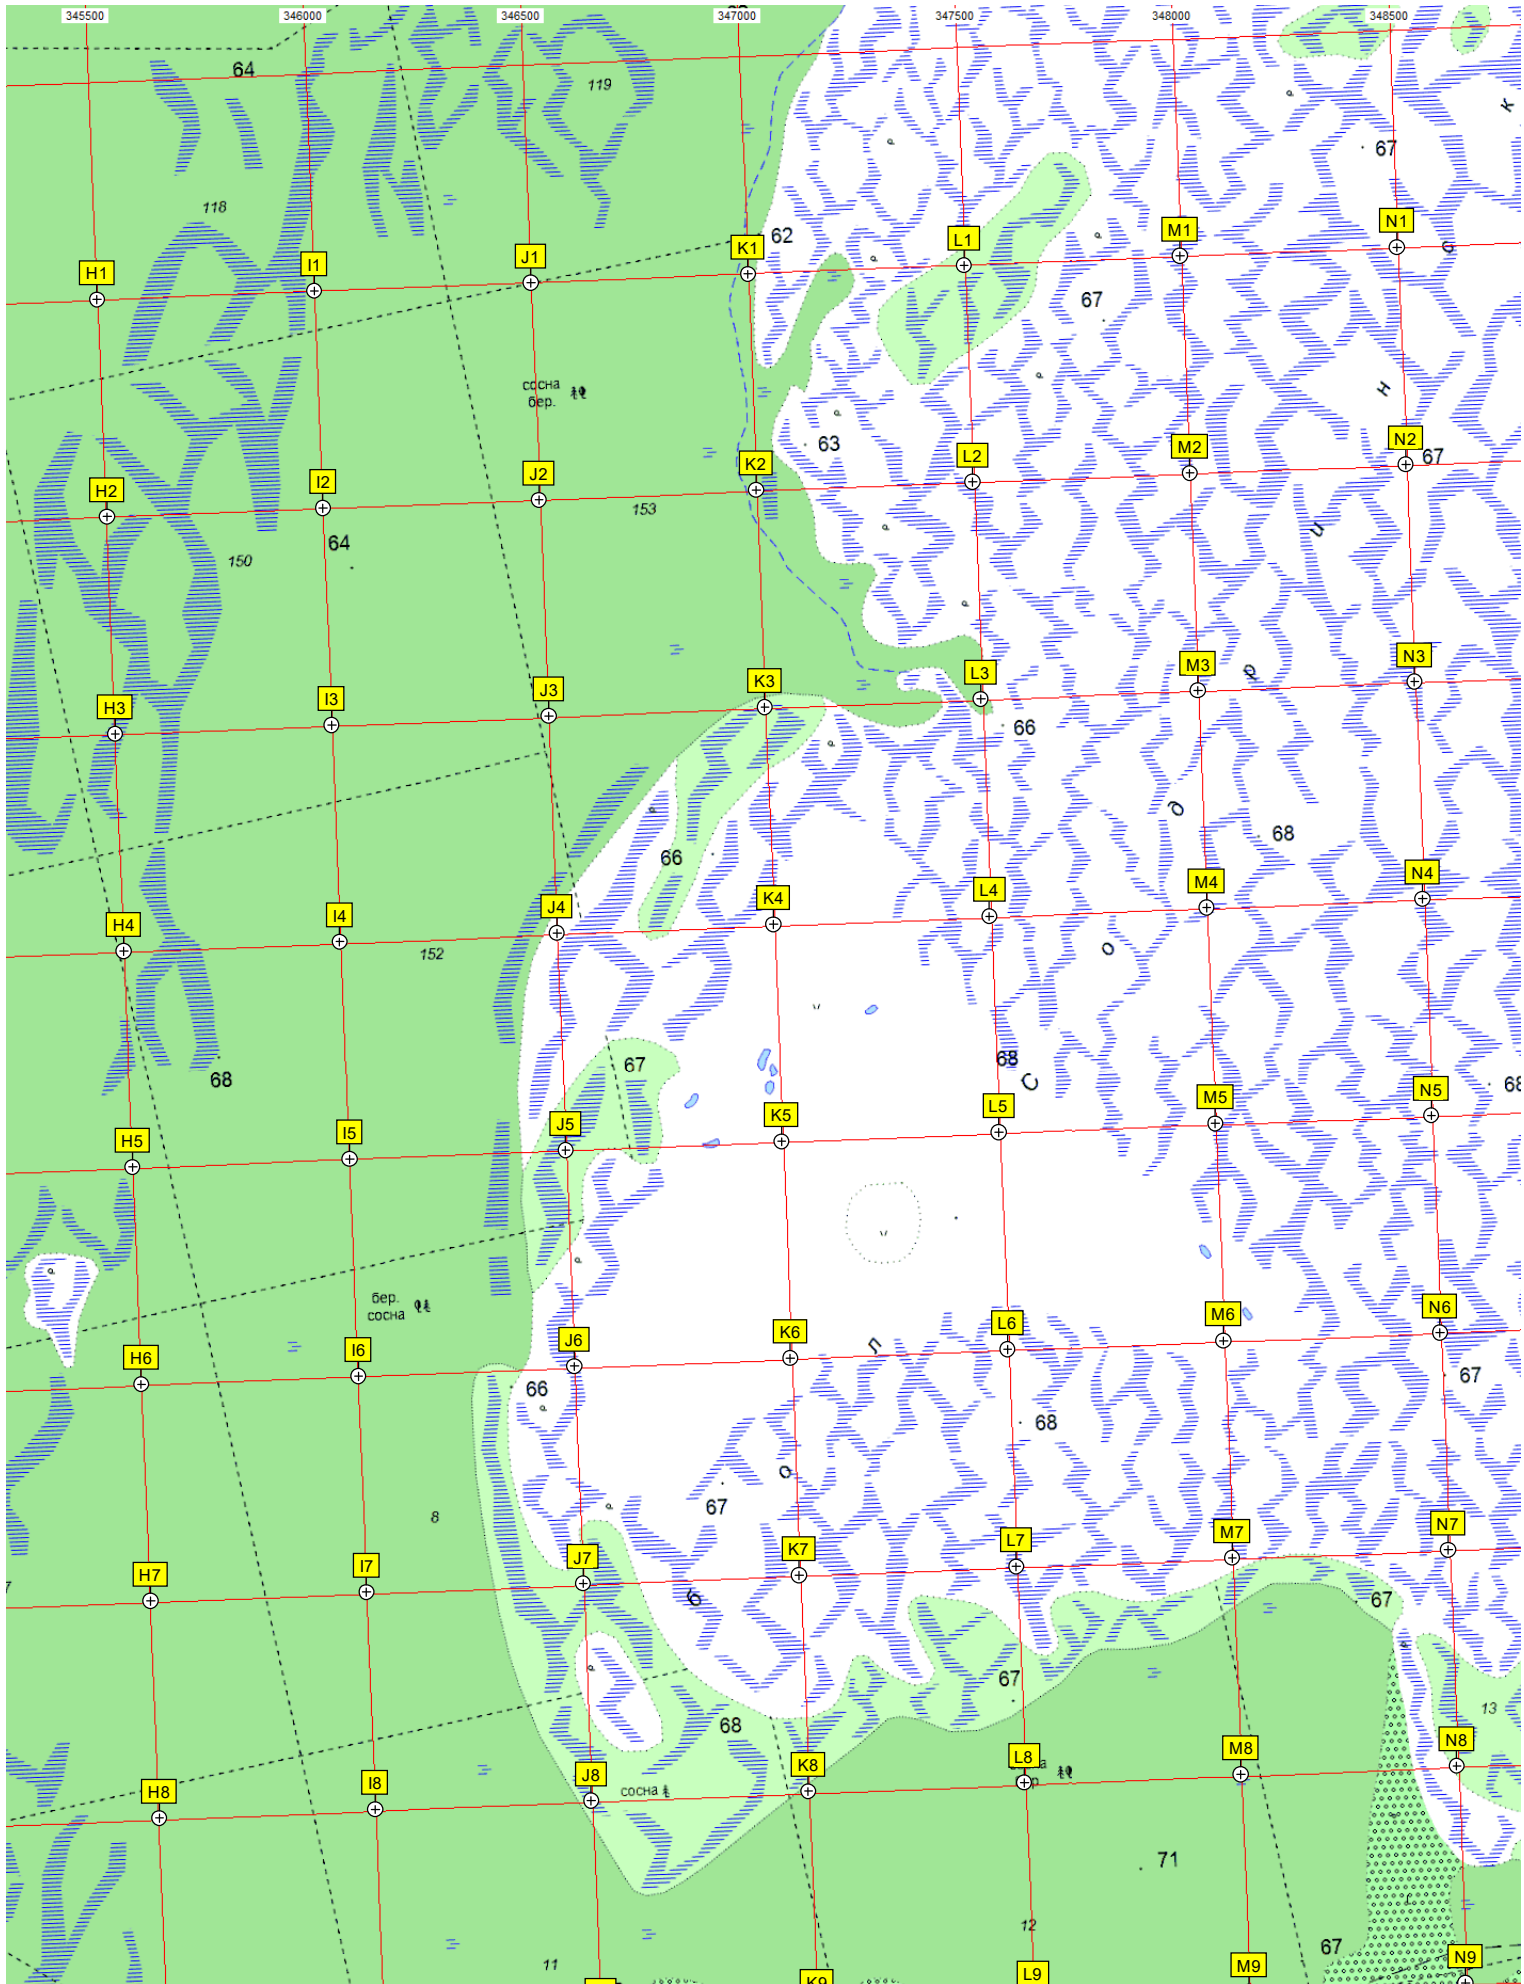 345500 346000 346500 347000 347500 348000 348500
64 119
к
67
118
62
N1
M1
L1
K1
о
J1
I1
H1
67
н
сосна
бер.
63
N2
67
M2
L2
K2
J2
I2
H2
153
и
64
150
N3
M3
р
L3
K3
J3
I3
H3
66
д
68
66
N4
M4
L4
K4
J4
I4
H4
о
152
68
67
68
С
68
N5
M5
L5
K5
J5
I5
H5
бер.
сосна
N6
M6
L6
K6
л
J6
I6
H6
67
66
68
о
67
8
N7
M7
L7
K7
J7
I7
H7
7
б
67
67
13
68
N8
M8
L8
K8
J8
I8
H8
сосна
71
12
67
11
N9
M9
L9
K9